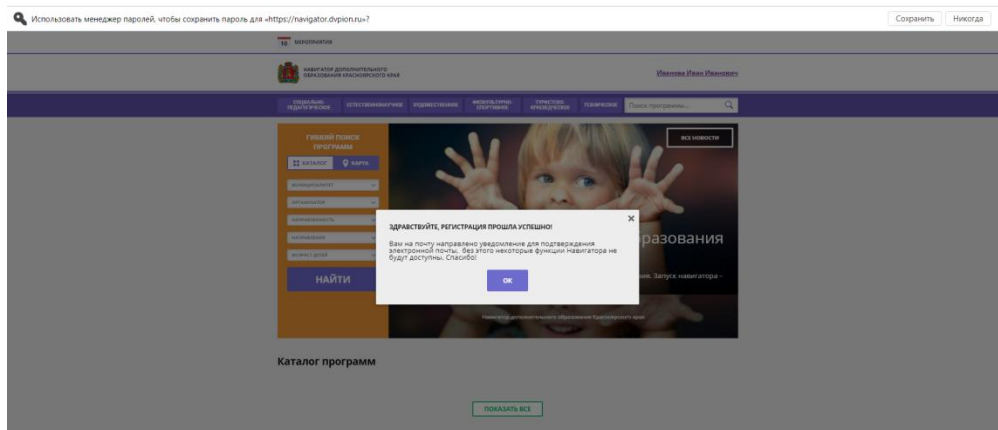 Использовать менеджер паролей, чтобы сохранить пароль для «https://navigator.dvpion.ru»?
Сохранить
Никогда
10 МЕРОПРИЯТИЯ
НАВИГАТОР ДОПОЛНИТЕЛЬНОГО
ОБРАЗОВАНИЯ КРАСНОЯРСКОГО КРАЯ
Иванова Иван Иванович
СОЦИАЛЬНО-
ПЕДАГОГИЧЕСКОЕ
ЕСТЕСТВЕННОНАУЧНОЕ
ХУДОЖЕСТВЕННОЕ
ФИЗКУЛЬТУРНО-
СПОРТИВНОЕ
ТУРИСТСКО-
КРАЕВЕДЧЕСКОЕ
ТЕХНИЧЕСКОЕ
Поиск программы...
ГИБКИЙ ПОИСК
ПРОГРАММ
КАТАЛОГ
КАРТА
МУНИЦИПАЛИТЕТ
ОРГАНИЗАТОР
НАПРАВЛЕННОСТЬ
НАПРАВЛЕНИЕ
ВОЗРАСТ ДЕТЕЙ
НАЙТИ
ВСЕ НОВОСТИ
разования
Запуск навигатора –
Навигатор дополнительного образования Красноярского края
ЗДРАВСТВУЙТЕ, РЕГИСТРАЦИЯ ПРОШЛА УСПЕШНО!
Вам на почту направлено уведомление для подтверждения
электронной почты, без этого некоторые функции Навигатора не
будут доступны. Спасибо!
ОК
Каталог программ
ПОКАЗАТЬ ВСЕ